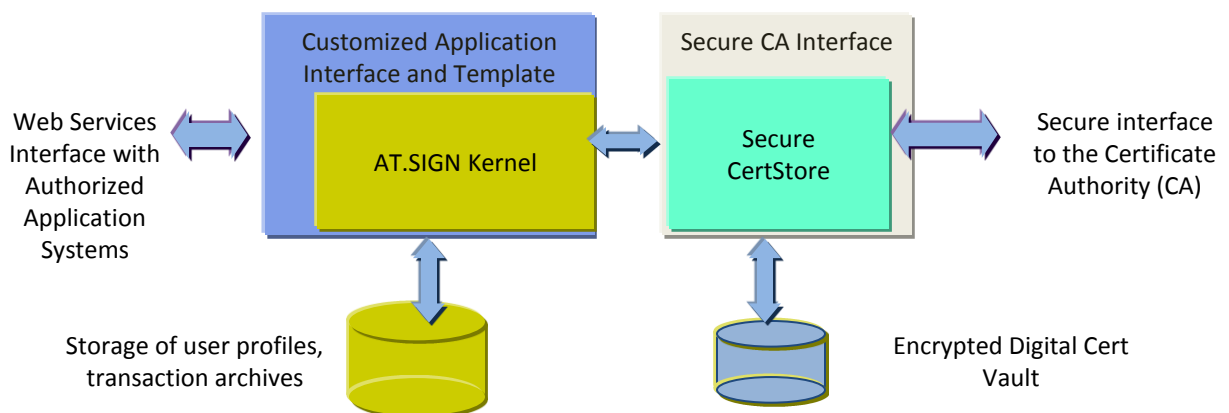 Customized Application
Interface and Template
Secure CA Interface
Web Services
Interface with
Authorized
Application
Systems
AT.SIGN Kernel
Secure
CertStore
Secure interface
to the Certificate
Authority (CA)
Storage of user profiles,
transaction archives
Encrypted Digital Cert
Vault